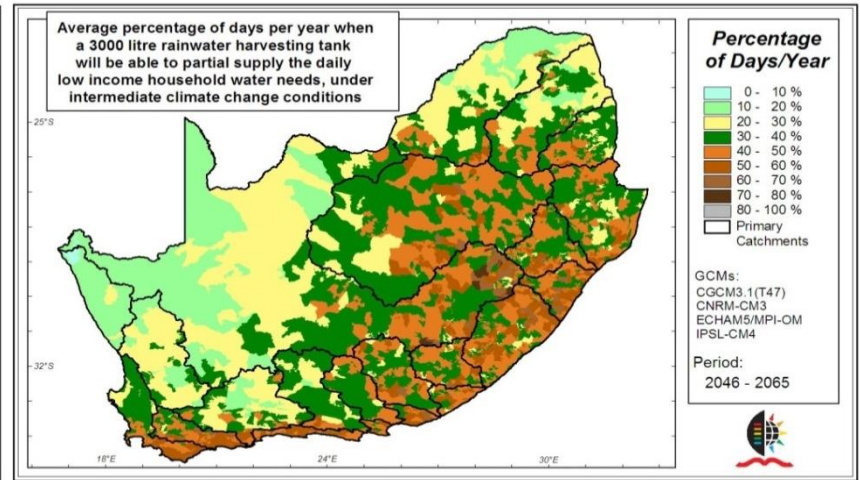 Average percentage of days per year when
a 3000 litre rainwater harvesting tank
will be able to partial supply the daily
low income household water needs, under
intermediate climate change conditions
Percentage
of Days/Year
0 - 10 %
10 - 20 %
20 - 30 %
30 - 40 %
40 - 50 %
50 - 60 %
60 - 70 %
70 - 80 %
80 - 100 %
Primary
Catchments
GCMs:
CGCM3.1(T47)
CNRM-CM3
ECHAM5/MPI-OM
IPSL-CM4
Period:
2046 - 2065
25°S
32°S
18°E
24°E
30°E